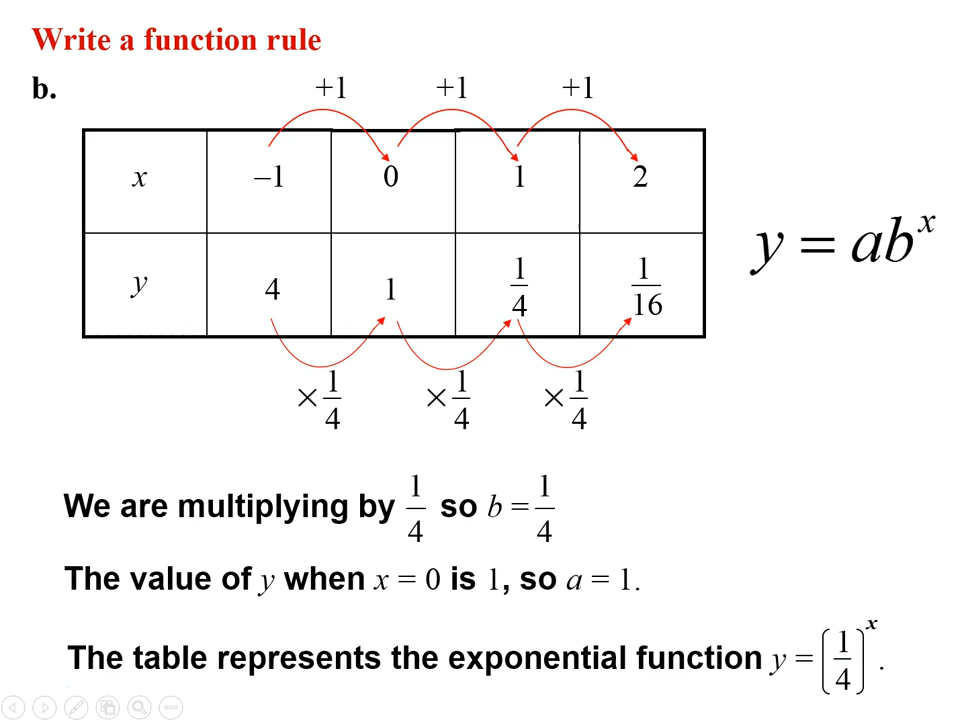 Write a function rule
b.
+1 +1 +1
x –1 0 1 2
y 4 1 1/4 1/16
y = ab^x
×1/4 ×1/4 ×1/4
We are multiplying by 1/4 so b = 1/4
The value of y when x = 0 is 1, so a = 1.
The table represents the exponential function y = (1/4)^x.